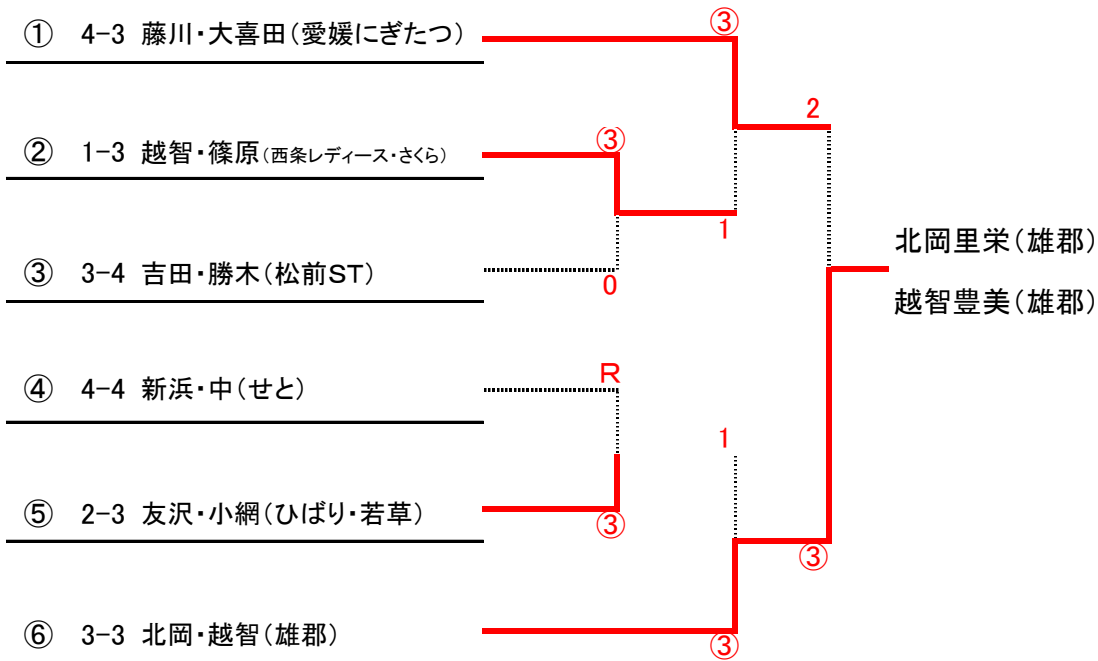 ① 4-3 藤川・大喜田(愛媛にぎたつ)
③
2
② 1-3 越智・篠原(西条レディース・さくら)
③
1
③ 3-4 吉田・勝木(松前ST)
0
北岡里栄(雄郡)
越智豊美(雄郡)
④ 4-4 新浜・中(せと)
R
1
⑤ 2-3 友沢・小網(ひばり・若草)
③
③
⑥ 3-3 北岡・越智(雄郡)
③